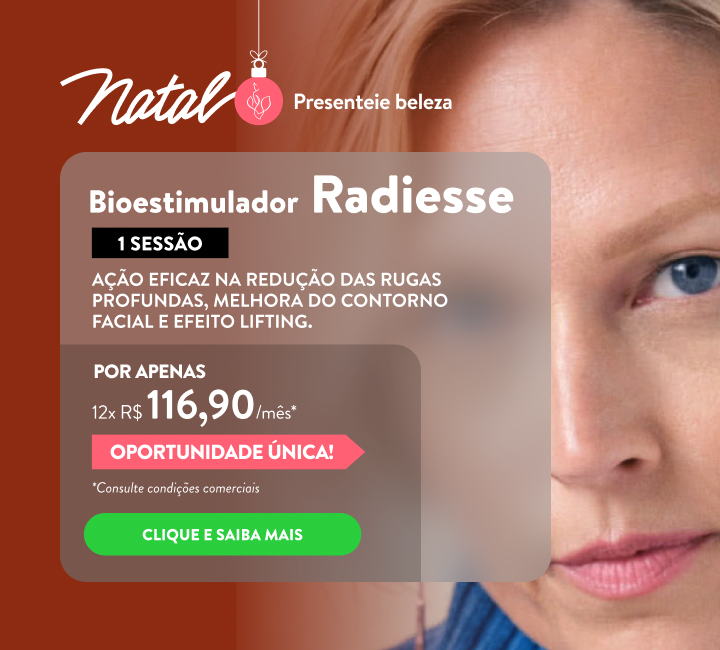 Natal
Presenteie beleza
Bioestimulador Radiesse
1 SESSÃO
AÇÃO EFICAZ NA REDUÇÃO DAS RUGAS
PROFUNDAS, MELHORA DO CONTORNO
FACIAL E EFEITO LIFTING.
POR APENAS
12x R$ 116,90/mês*
OPORTUNIDADE ÚNICA!
*Consulte condições comerciais
CLIQUE E SAIBA MAIS